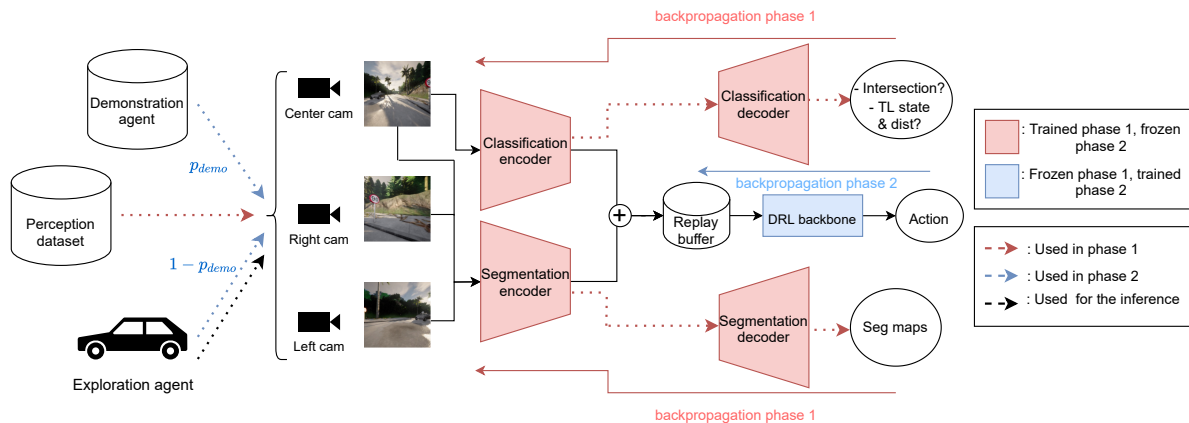 backpropagation phase 1
Demonstration
agent
Center cam
Classification
encoder
Classification
decoder
- Intersection?
- TL state
& dist?
: Trained phase 1, frozen
phase 2
: Frozen phase 1, trained
phase 2
p_demo
backpropagation phase 2
Perception
dataset
Right cam
+
Replay
buffer
DRL backbone
Action
1 − p_demo
Segmentation
encoder
: Used in phase 1
: Used in phase 2
: Used for the inference
Left cam
Segmentation
decoder
Seg maps
Exploration agent
backpropagation phase 1